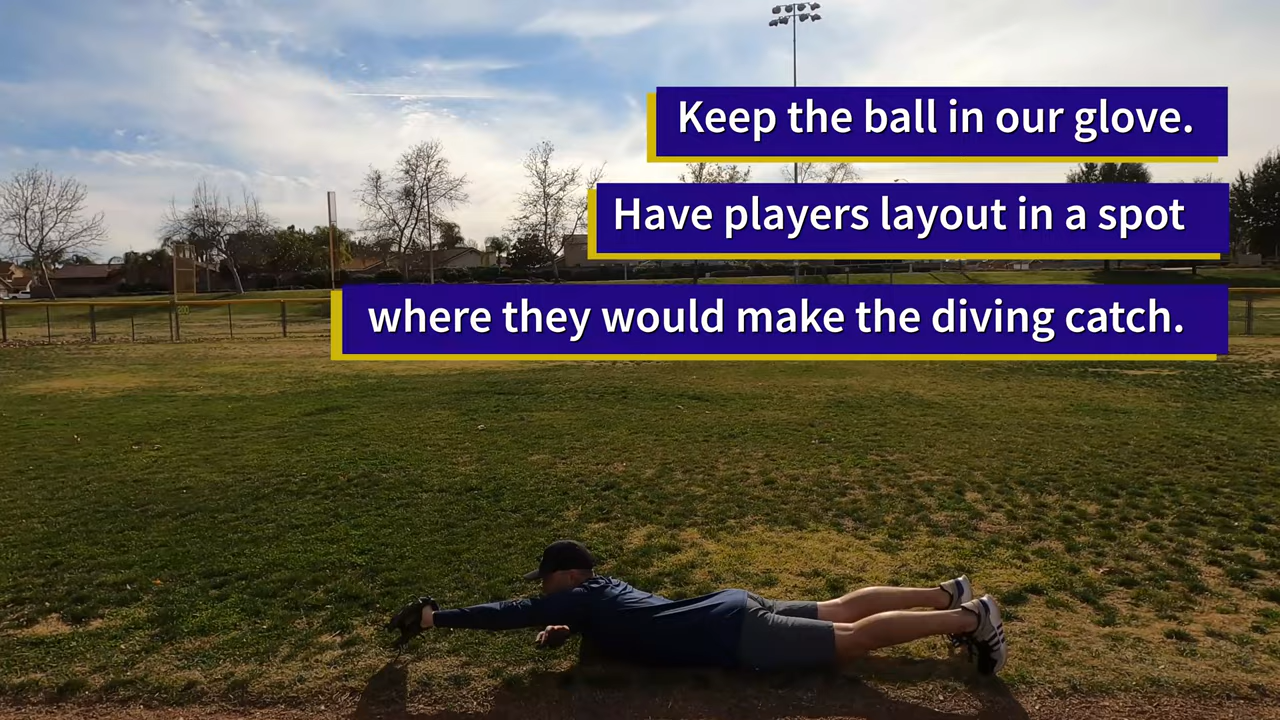 Keep the ball in our glove.
Have players layout in a spot
where they would make the diving catch.